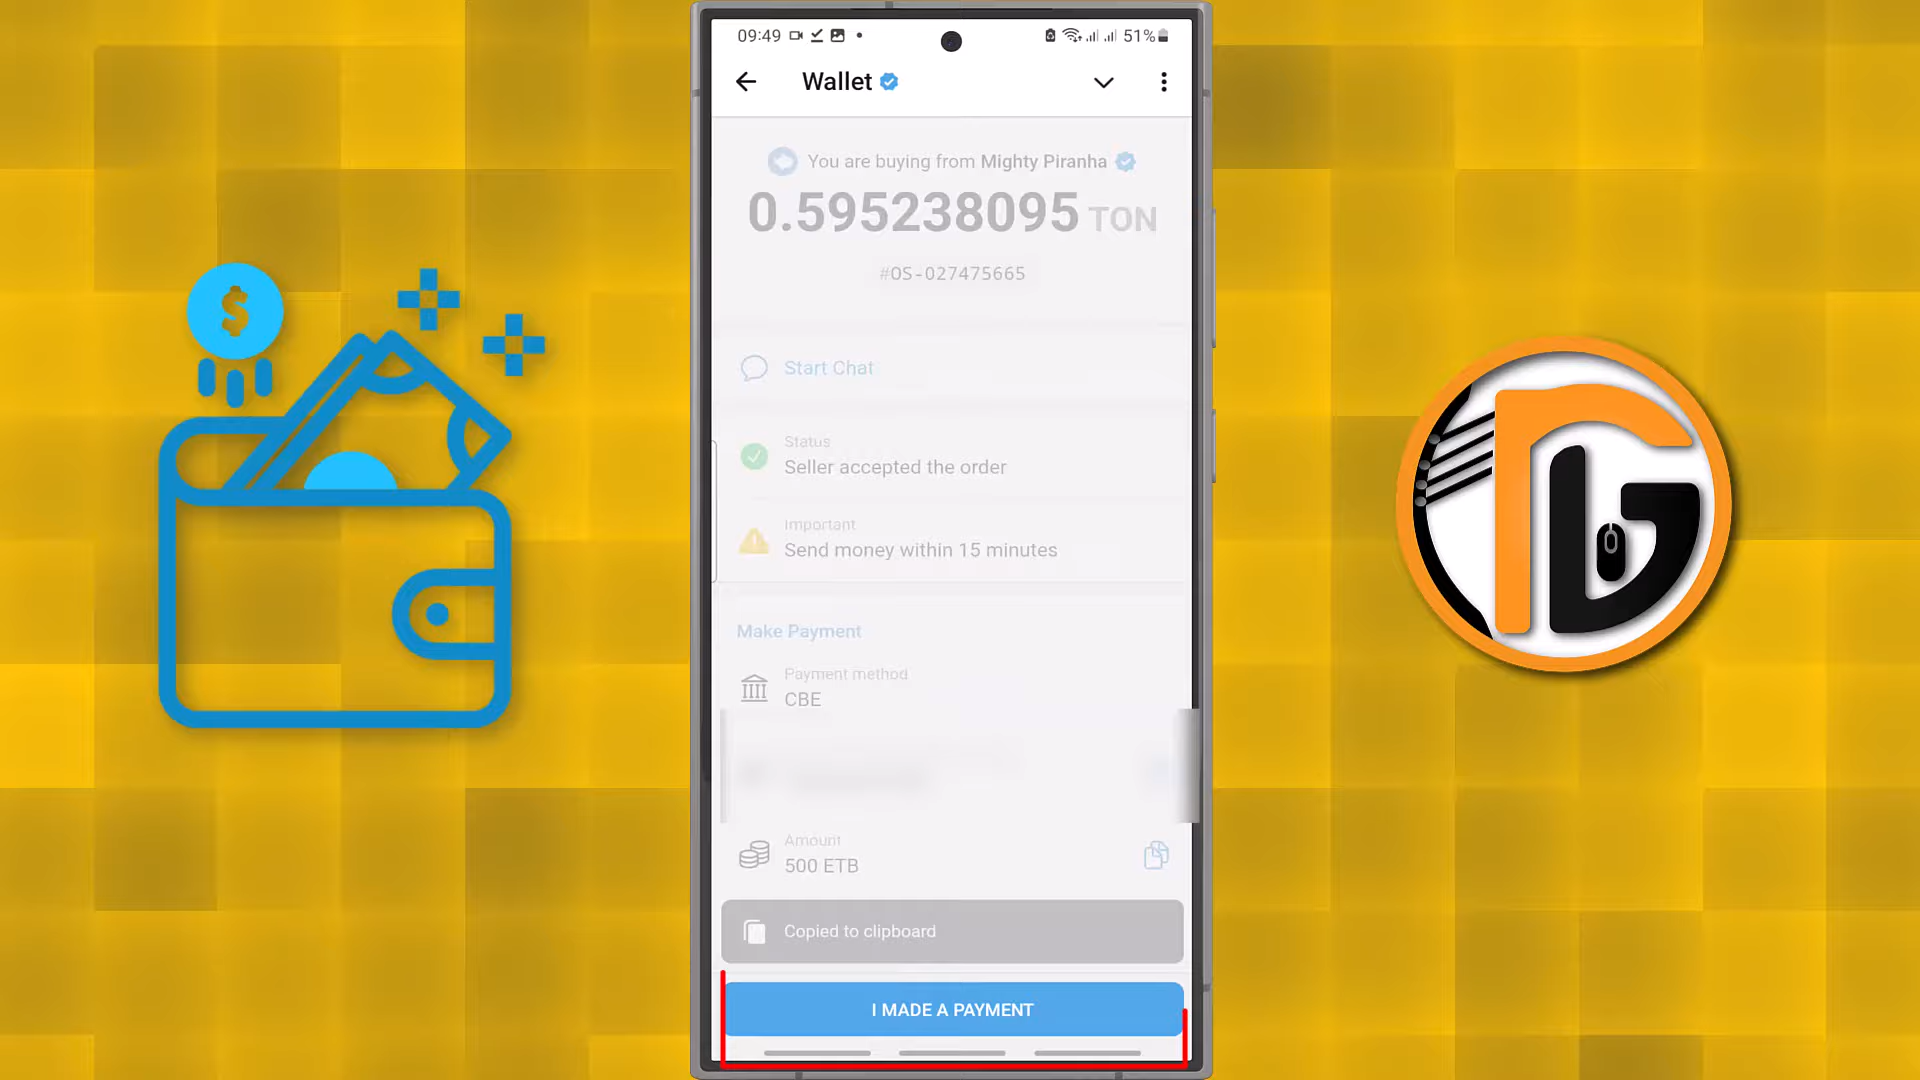 09:49
51%
Wallet
You are buying from Mighty Piranha
0.595238095 TON
#OS-027475665
Start Chat
Status
Seller accepted the order
Important
Send money within 15 minutes
Make Payment
Payment method
CBE
Amount
500 ETB
Copied to clipboard
I MADE A PAYMENT